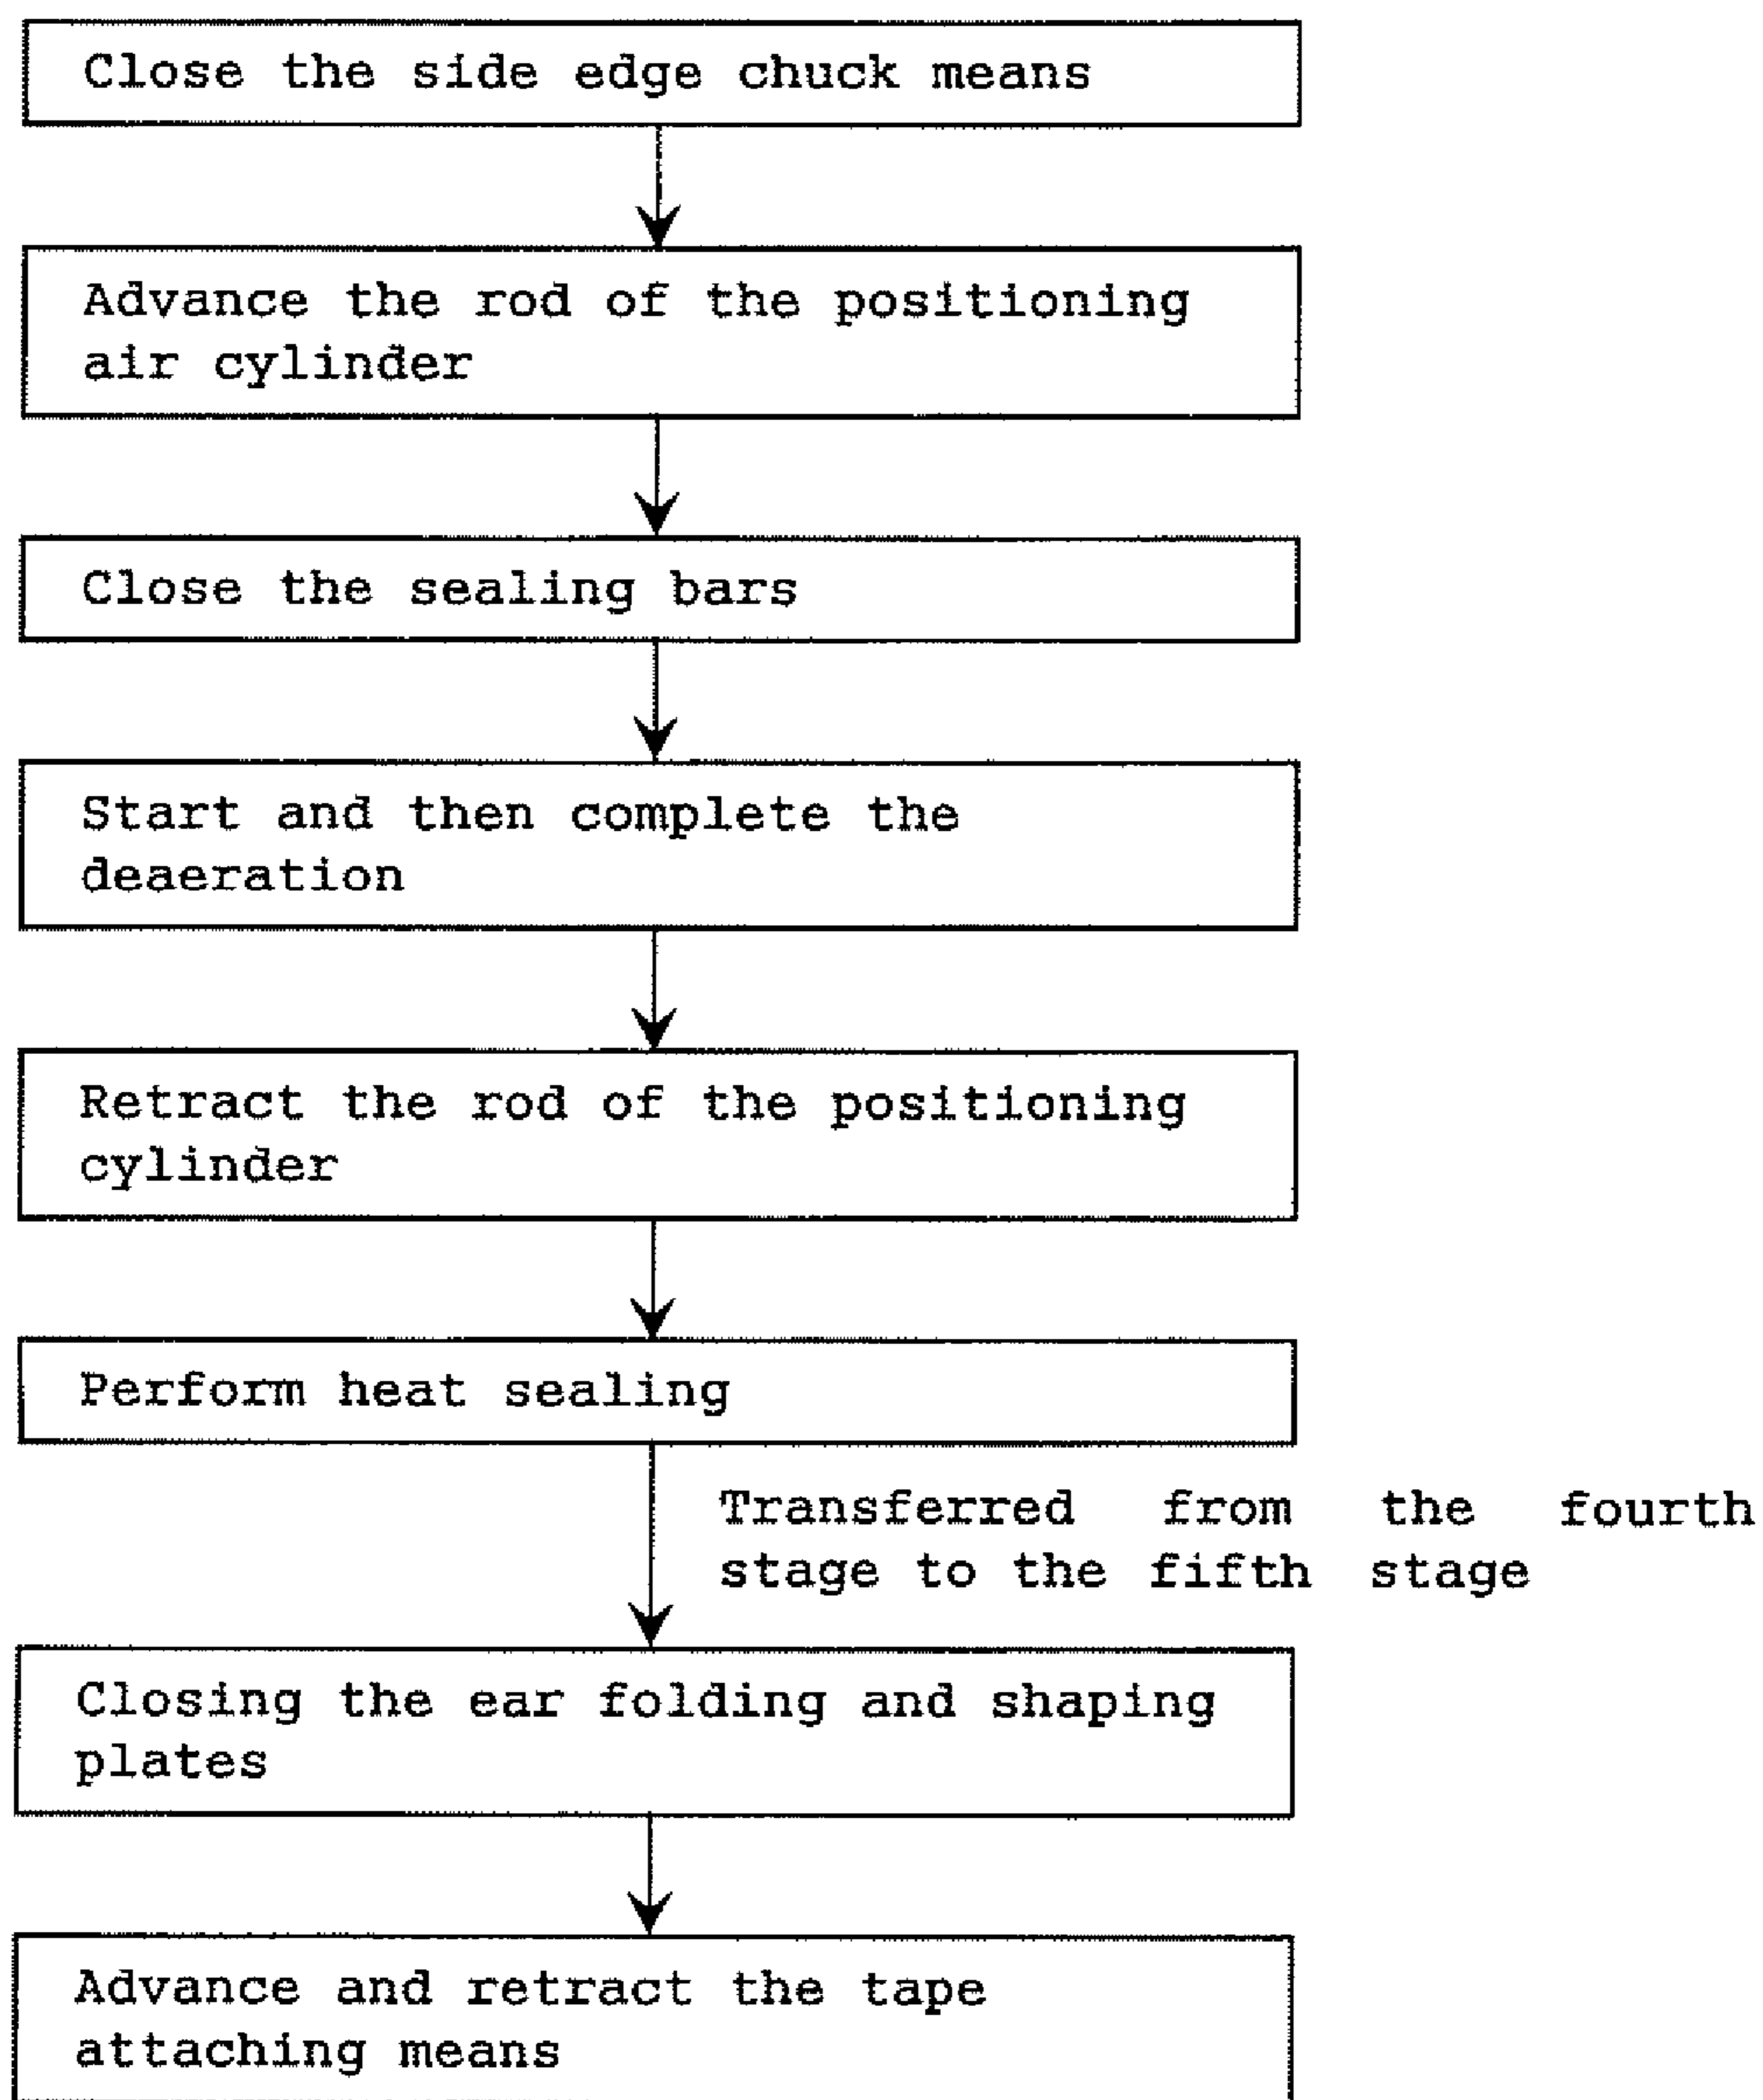 Close the side edge chuck means
Advance the rod of the positioning
air cylinder
Close the sealing bars
Start and then complete the
deaeration
Retract the rod of the positioning
cylinder
Perform heat sealing
Transferred from the fourth
stage to the fifth stage
Closing the ear folding and shaping
plates
Advance and retract the tape
attaching means